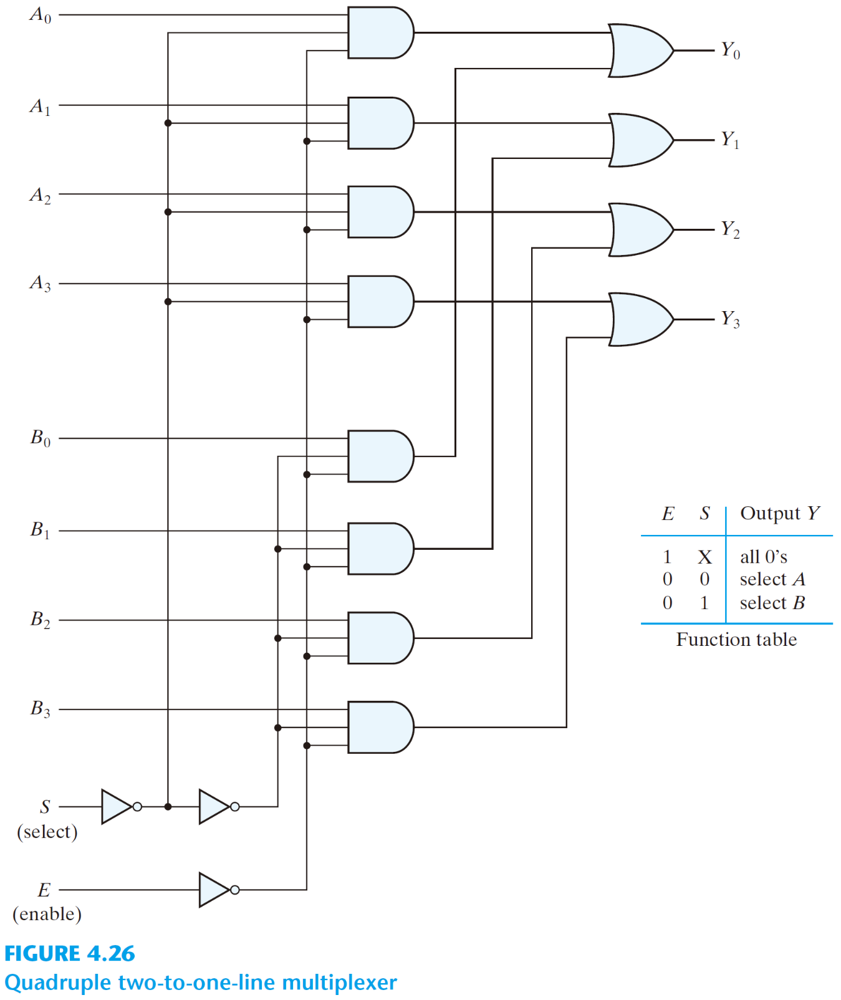 A0
Y0
A1
Y1
A2
Y2
A3
Y3
B0
B1
B2
B3
S
(select)
E
(enable)
E S Output Y
1 X all 0's
0 0 select A
0 1 select B
Function table
FIGURE 4.26
Quadruple two-to-one-line multiplexer